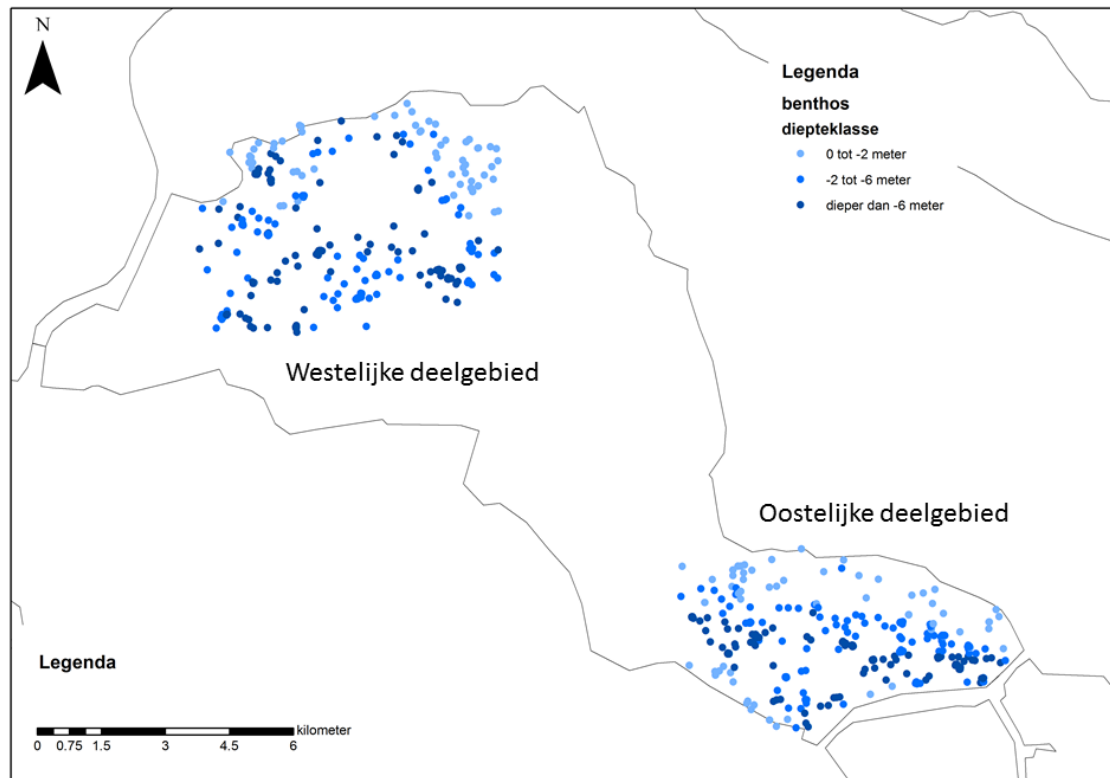 N
Legenda
benthos
diepteklasse
0 tot -2 meter
-2 tot -6 meter
dieper dan -6 meter
Westelijke deelgebied
Oostelijke deelgebied
Legenda
kilometer
0 0.75 1.5 3 4.5 6